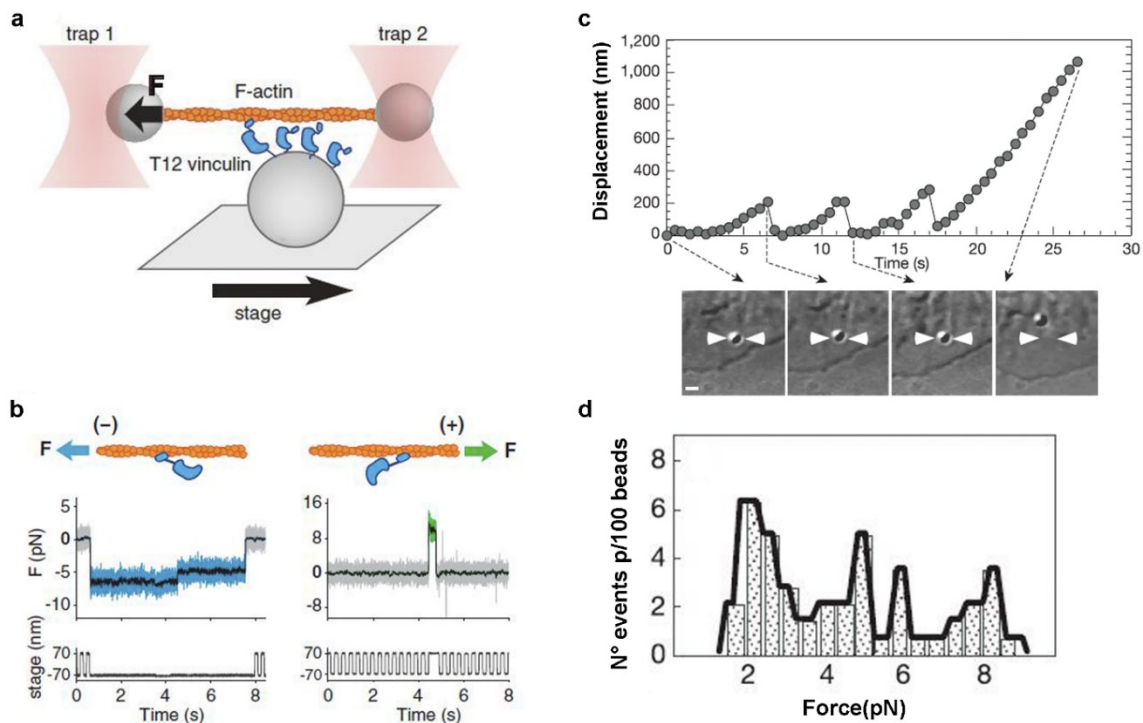 a
trap 1
trap 2
F
F-actin
T12 vinculin
stage
b
(–)
F
(+)
F
F (pN)
5
0
-5
-10
16
8
0
-8
stage (nm)
70
-70
70
-70
0 2 4 6 8
Time (s)
0 2 4 6 8
Time (s)
c
Displacement (nm)
1,200
1,000
800
600
400
200
0
0 5 10 15 20 25 30
Time (s)
d
N° events p/100 beads
8
6
4
2
0
2 4 6 8
Force(pN)